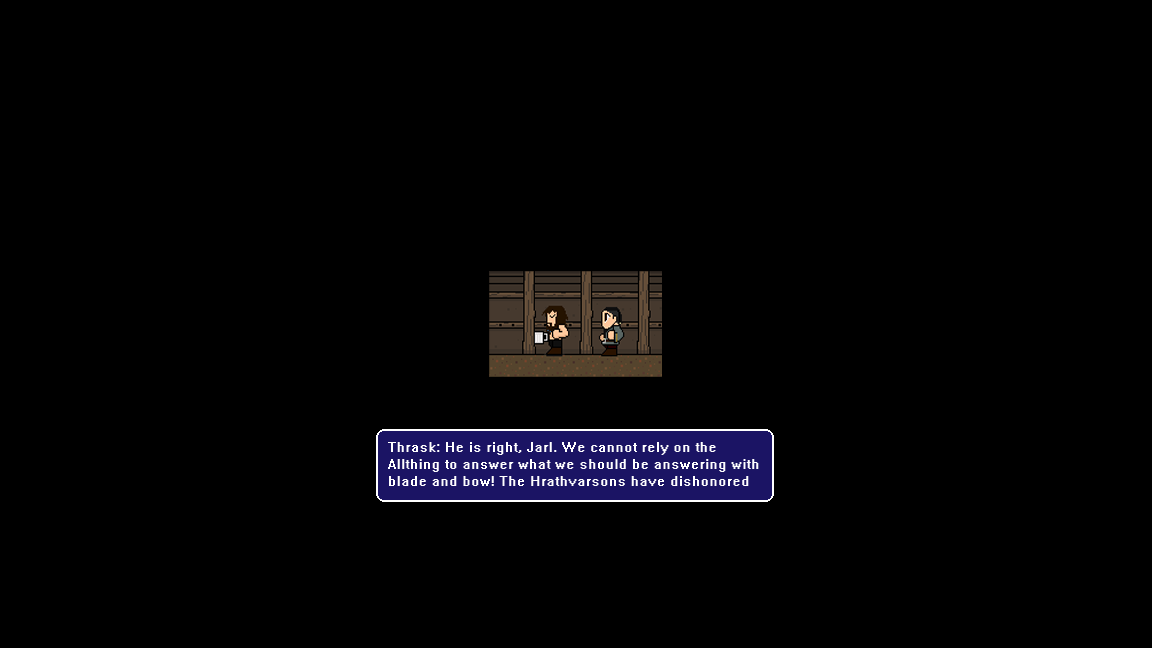 Thrask: He is right, Jarl. We cannot rely on the
Allthing to answer what we should be answering with
blade and bow! The Hrathvarsons have dishonored